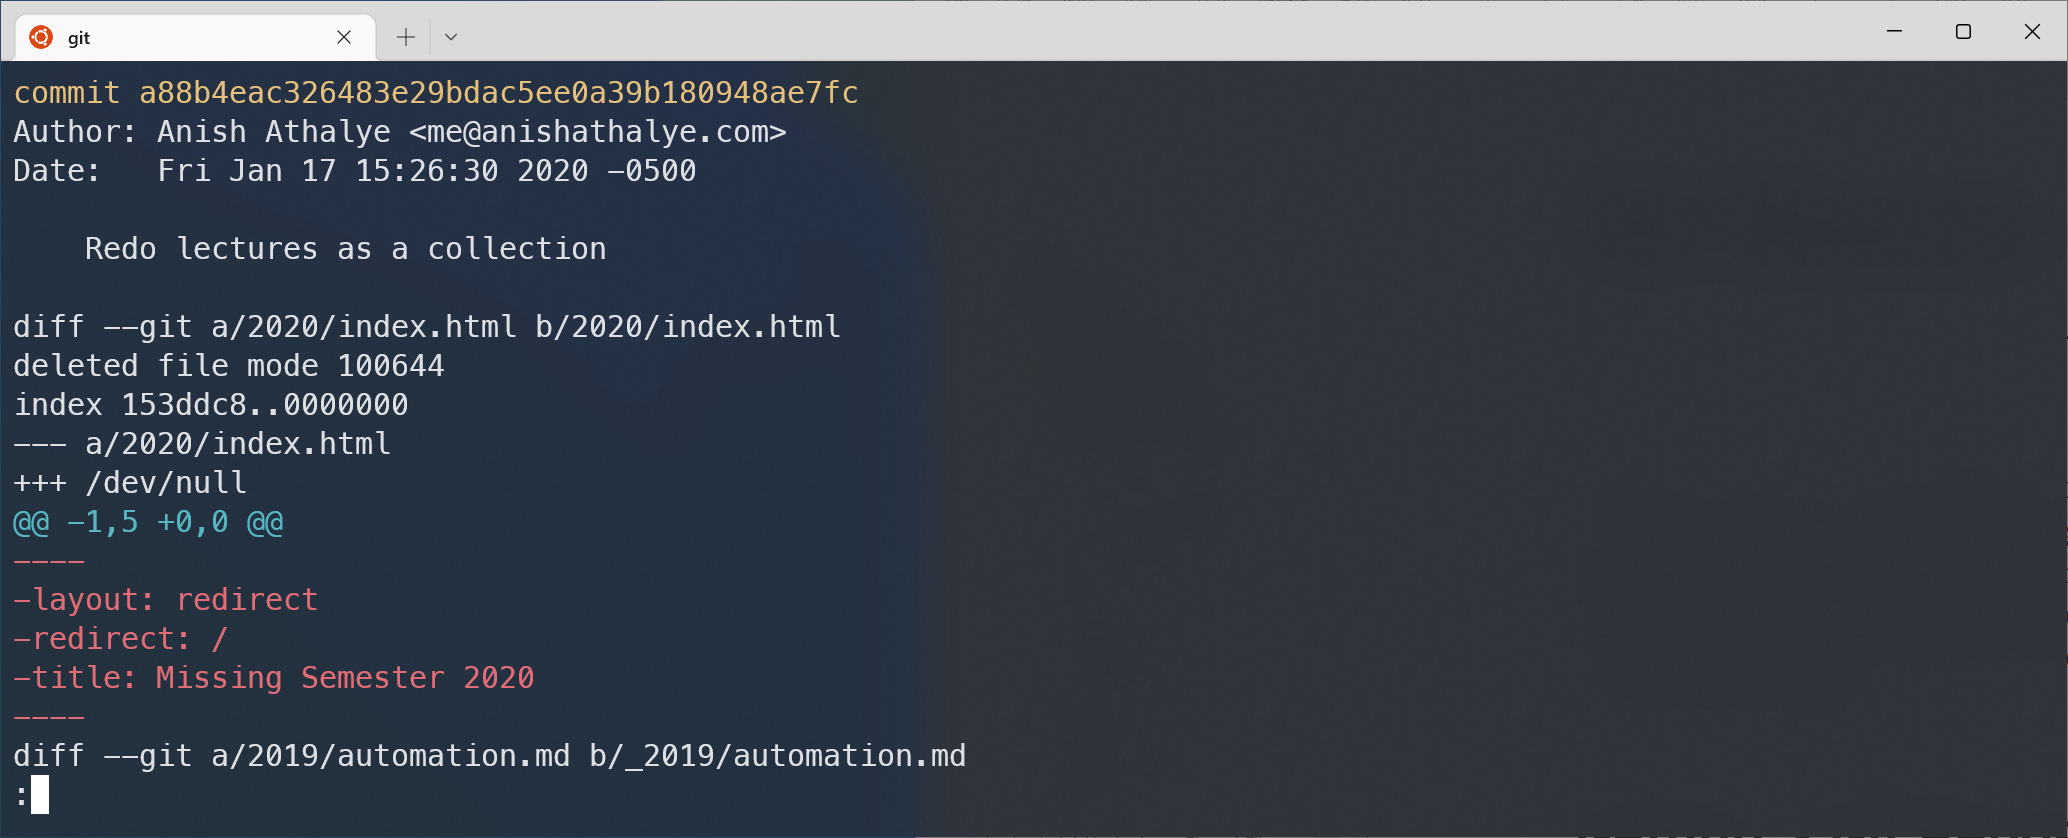 git
commit a88b4eac326483e29bdac5ee0a39b180948ae7fc
Author: Anish Athalye <me@anishathalye.com>
Date:   Fri Jan 17 15:26:30 2020 -0500
    Redo lectures as a collection
diff --git a/2020/index.html b/2020/index.html
deleted file mode 100644
index 153ddc8..0000000
--- a/2020/index.html
+++ /dev/null
@@ -1,5 +0,0 @@
----
-layout: redirect
-redirect: /
-title: Missing Semester 2020
----
diff --git a/2019/automation.md b/_2019/automation.md
: